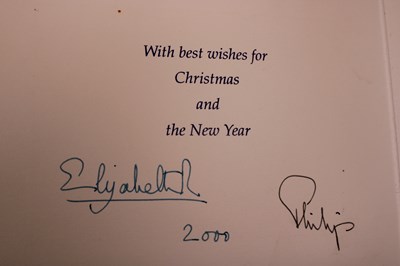 With best wishes for
Christmas
and
the New Year
Elizabeth R
Philip
2000